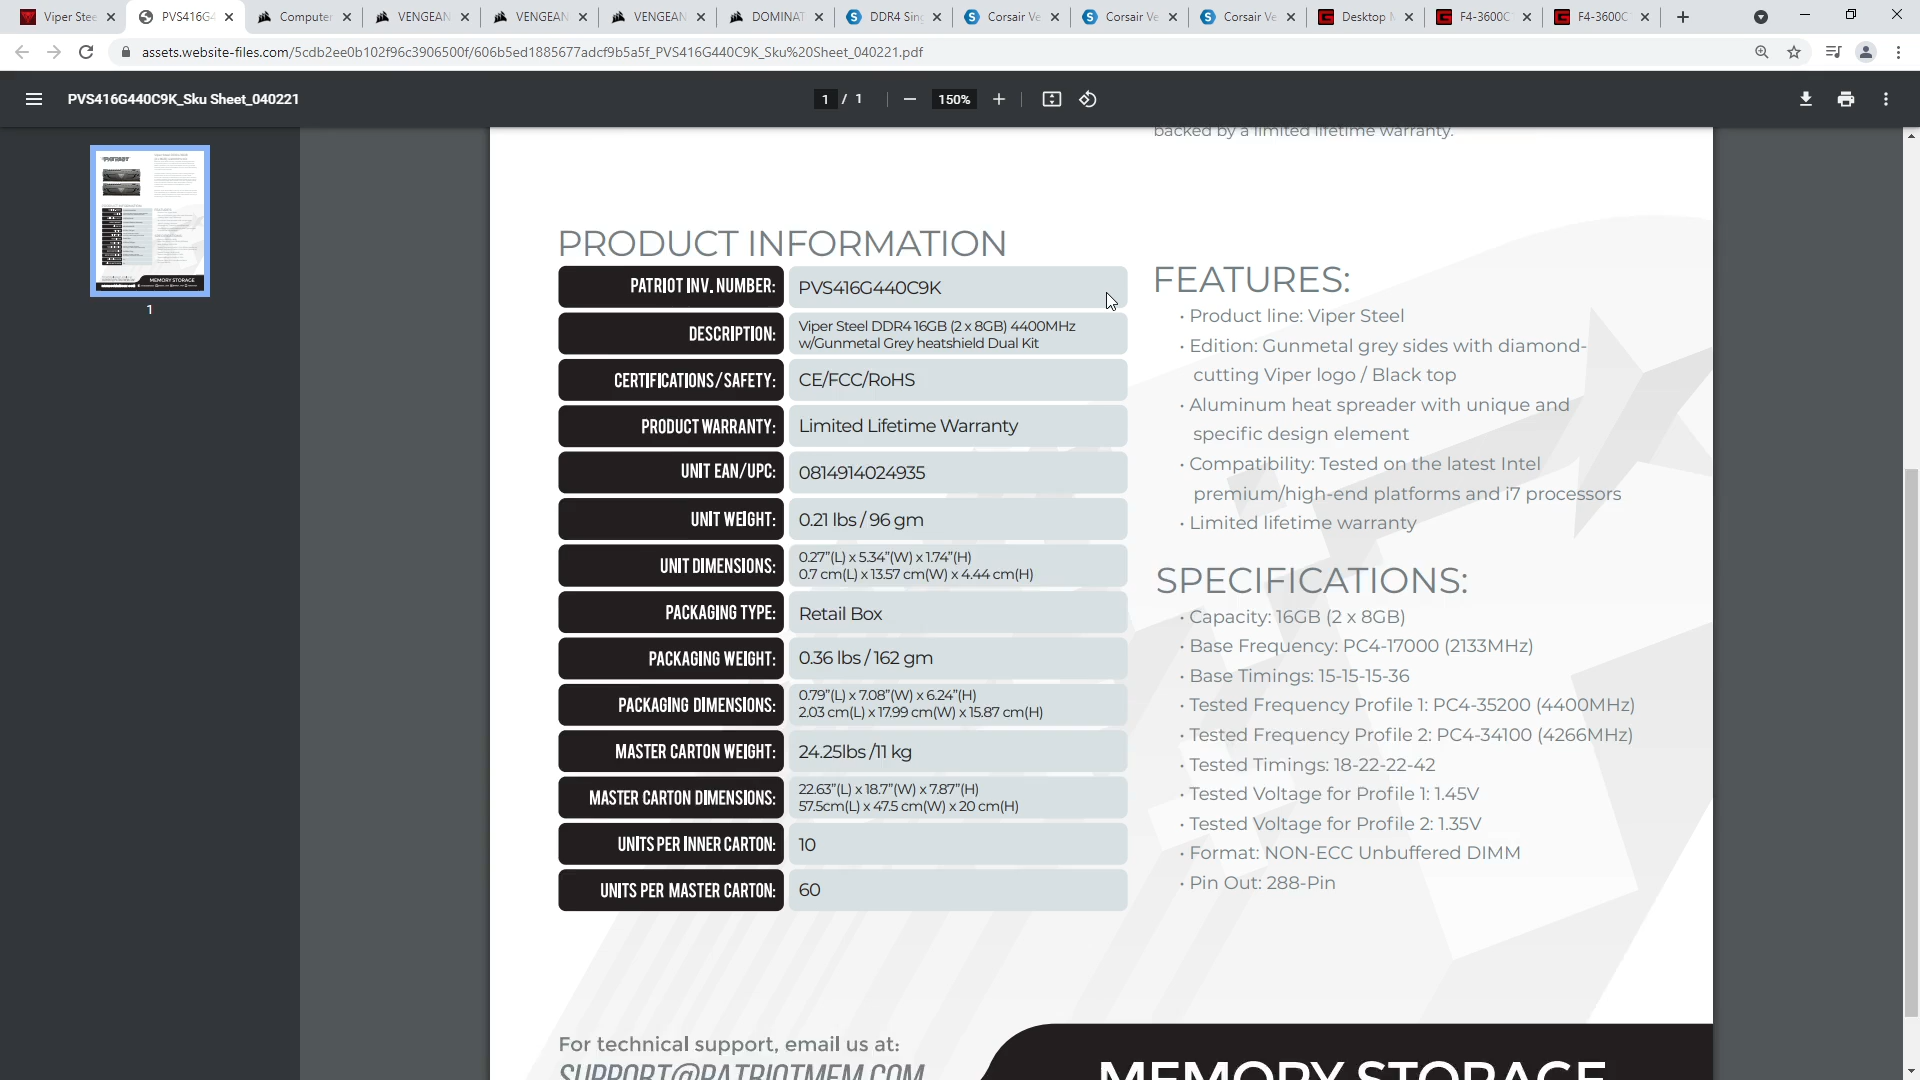 Viper Stee
PVS416G4
Computer
VENGEAN
VENGEAN
VENGEAN
DOMINAT
DDR4 Sin
Corsair Ve
Corsair Ve
Corsair Ve
Desktop
F4-3600C
F4-3600C
assets.website-files.com/5cdb2ee0b102f96c3906500f/606b5ed1885677adcf9b5a5f_PVS416G440C9K_Sku%20Sheet_040221.pdf
PVS416G440C9K_Sku Sheet_040221
1 / 1
150%
1
backed by a limited lifetime warranty.
PRODUCT INFORMATION
PATRIOT INV. NUMBER: PVS416G440C9K
DESCRIPTION: Viper Steel DDR4 16GB (2 x 8GB) 4400MHz
w/Gunmetal Grey heatshield Dual Kit
CERTIFICATIONS/SAFETY: CE/FCC/RoHS
PRODUCT WARRANTY: Limited Lifetime Warranty
UNIT EAN/UPC: 0814914024935
UNIT WEIGHT: 0.21 lbs / 96 gm
UNIT DIMENSIONS: 0.27”(L) x 5.34”(W) x 1.74”(H)
0.7 cm(L) x 13.57 cm(W) x 4.44 cm(H)
PACKAGING TYPE: Retail Box
PACKAGING WEIGHT: 0.36 lbs / 162 gm
PACKAGING DIMENSIONS: 0.79”(L) x 7.08”(W) x 6.24”(H)
2.03 cm(L) x 17.99 cm(W) x 15.87 cm(H)
MASTER CARTON WEIGHT: 24.25lbs /11 kg
MASTER CARTON DIMENSIONS: 22.63”(L) x 18.7”(W) x 7.87”(H)
57.5cm(L) x 47.5 cm(W) x 20 cm(H)
UNITS PER INNER CARTON: 10
UNITS PER MASTER CARTON: 60
FEATURES:
• Product line: Viper Steel
• Edition: Gunmetal grey sides with diamond-
cutting Viper logo / Black top
• Aluminum heat spreader with unique and
specific design element
• Compatibility: Tested on the latest Intel
premium/high-end platforms and i7 processors
• Limited lifetime warranty
SPECIFICATIONS:
• Capacity: 16GB (2 x 8GB)
• Base Frequency: PC4-17000 (2133MHz)
• Base Timings: 15-15-15-36
• Tested Frequency Profile 1: PC4-35200 (4400MHz)
• Tested Frequency Profile 2: PC4-34100 (4266MHz)
• Tested Timings: 18-22-22-42
• Tested Voltage for Profile 1: 1.45V
• Tested Voltage for Profile 2: 1.35V
• Format: NON-ECC Unbuffered DIMM
• Pin Out: 288-Pin
For technical support, email us at:
SUPPORT@PATRIOTMEM.COM
MEMORY STORAGE